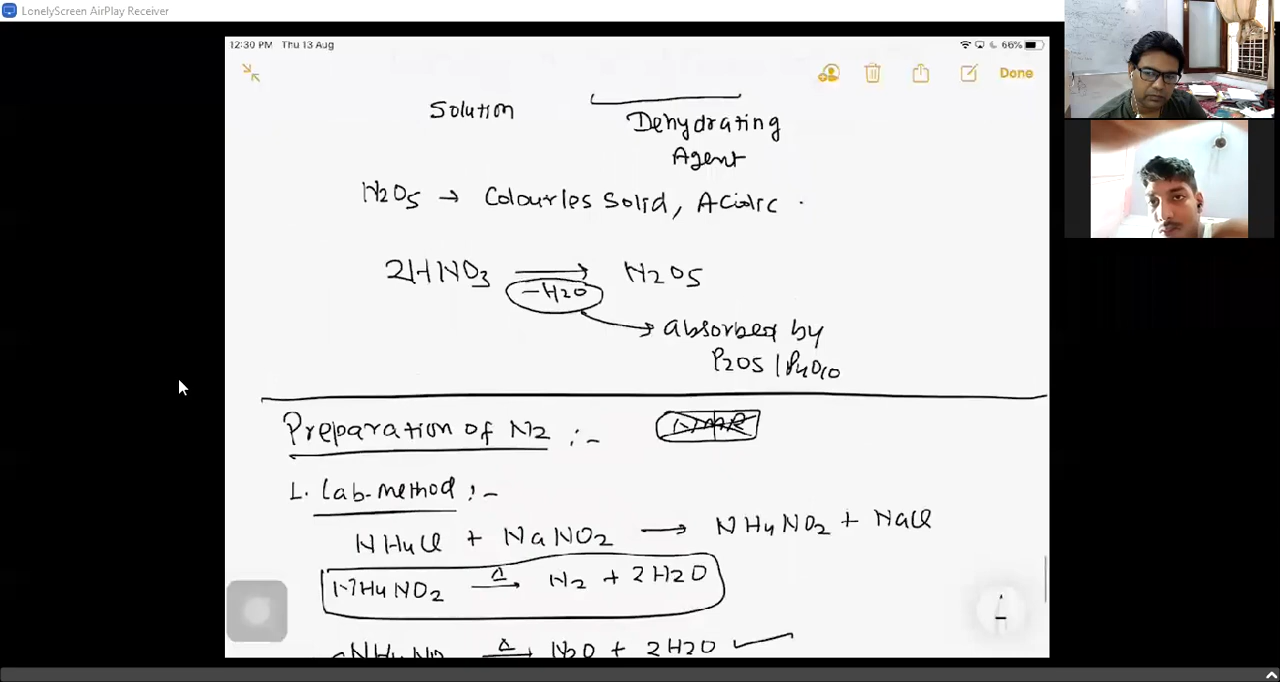 LonelyScreen AirPlay Receiver
12:30 PM Thu 13 Aug
66%
Done
Solution
Dehydrating
Agent
N2O5 → Colourles Solid, Acidic .
2HNO3 → N2O5
-H2O
absorbed by
P2O5 | P4O10
Preparation of N2 :-
1. Lab-method :-
NH4Cl + NaNO2 → NH4NO2 + NaCl
NH4NO2 Δ→ N2 + 2H2O
Δ→ N2O + 2H2O